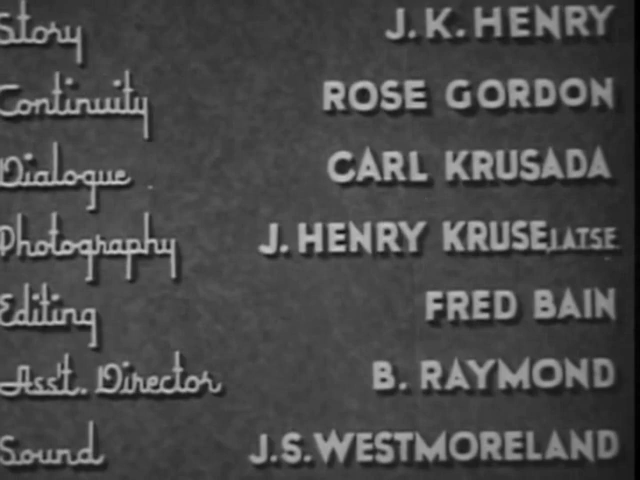 Story J.K. HENRY
Continuity ROSE GORDON
Dialogue CARL KRUSADA
Photography J. HENRY KRUSE, IATSE
Editing FRED BAIN
Ass't. Director B. RAYMOND
Sound J.S. WESTMORELAND